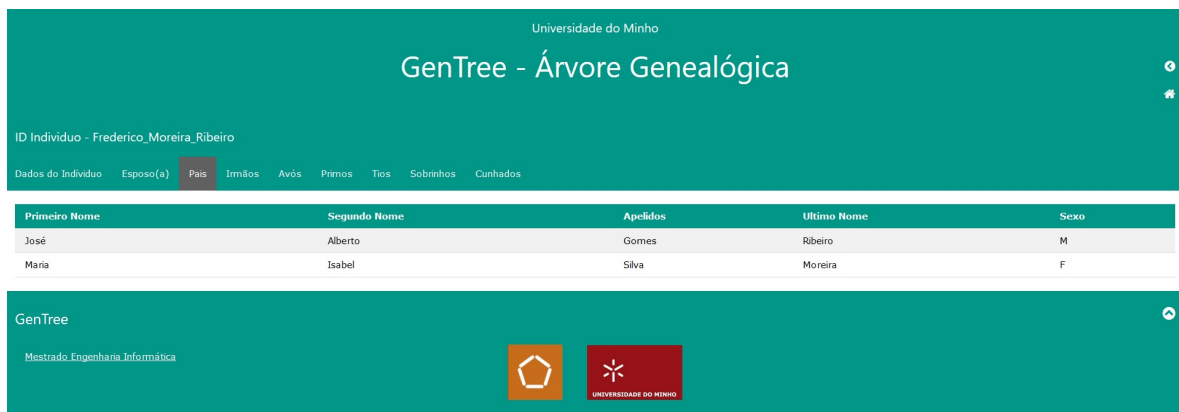 Universidade do Minho
GenTree - Árvore Genealógica
ID Individuo - Frederico_Moreira_Ribeiro
Dados do Indivíduo Esposo(a) Pais Irmãos Avós Primos Tios Sobrinhos Cunhados
Primeiro Nome Segundo Nome Apelidos Ultimo Nome Sexo
José Alberto Gomes Ribeiro M
Maria Isabel Silva Moreira F
GenTree
Mestrado Engenharia Informática
UNIVERSIDADE DO MINHO